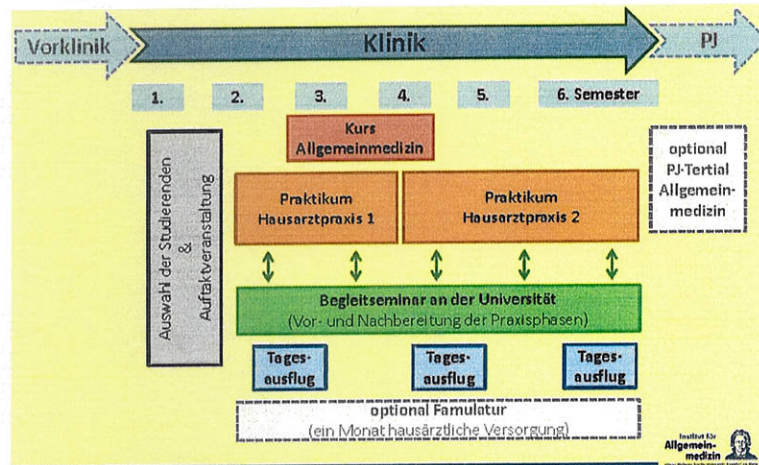 Vorklinik
Klinik
PJ
1.
2.
3.
4.
5.
6. Semester
Kurs
Allgemeinmedizin
Auswahl der Studierenden
&
Auftaktveranstaltung
Praktikum
Hausarztpraxis 1
Praktikum
Hausarztpraxis 2
optional
PJ-Tertial
Allgemein-
medizin
Begleitseminar an der Universität
(Vor- und Nachbereitung der Praxisphasen)
Tages-
ausflug
Tages-
ausflug
Tages-
ausflug
optional Famulatur
(ein Monat hausärztliche Versorgung)
Institut für
Allgemein-
medizin